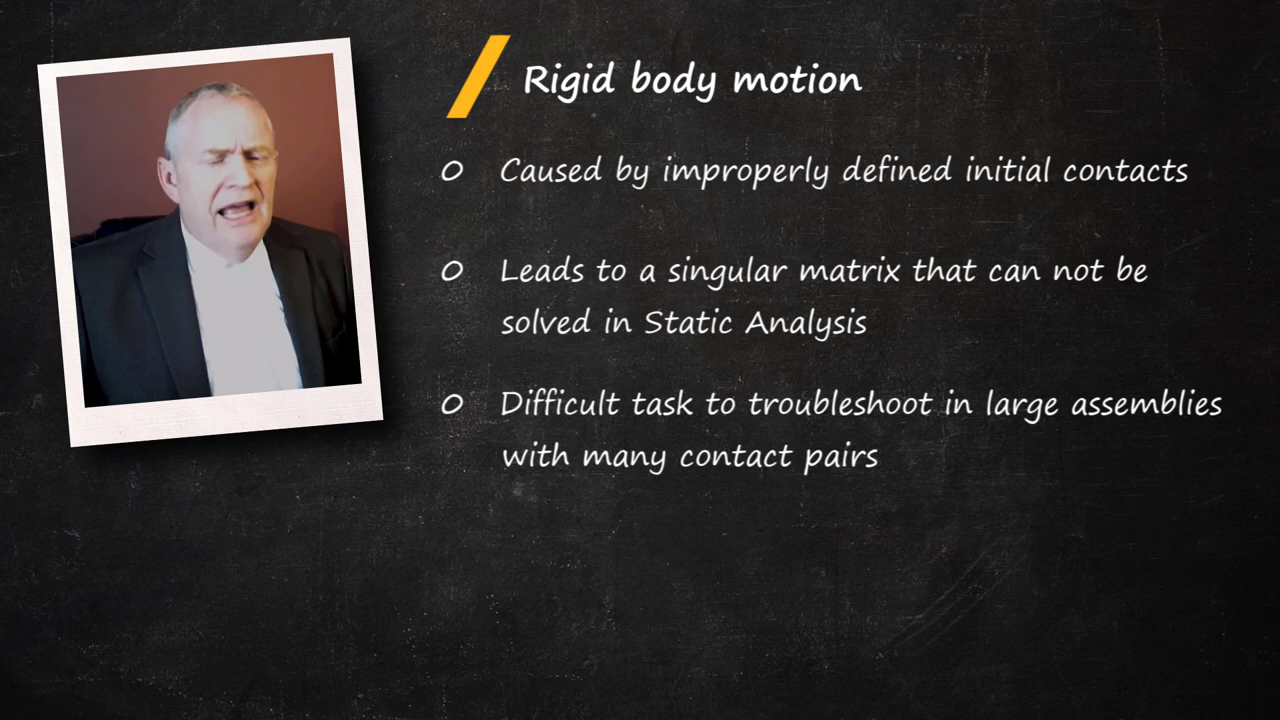 Rigid body motion
Caused by improperly defined initial contacts
Leads to a singular matrix that can not be
solved in Static Analysis
Difficult task to troubleshoot in large assemblies
with many contact pairs